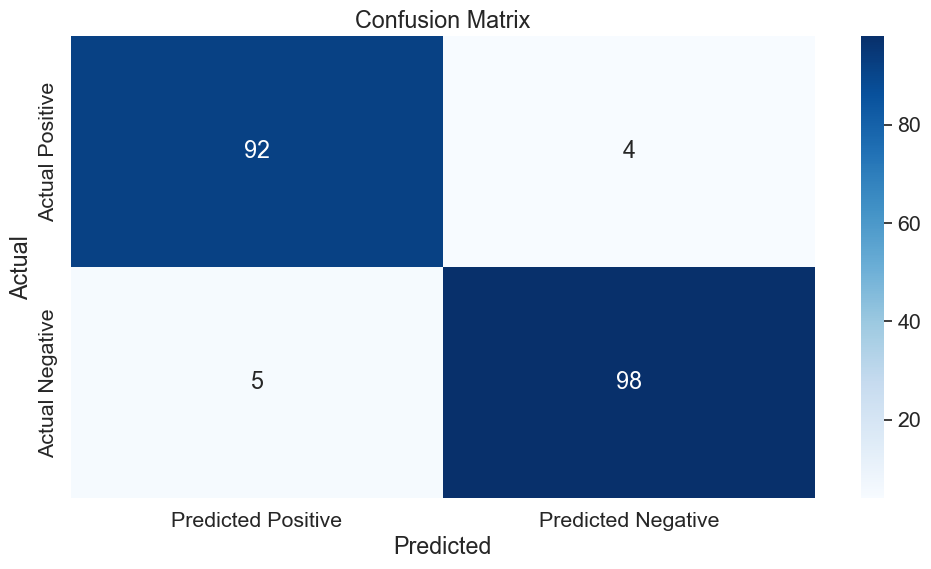 Confusion Matrix
Actual
Actual Positive
92
4
Actual Negative
5
98
Predicted Positive
Predicted Negative
Predicted
80
60
40
20